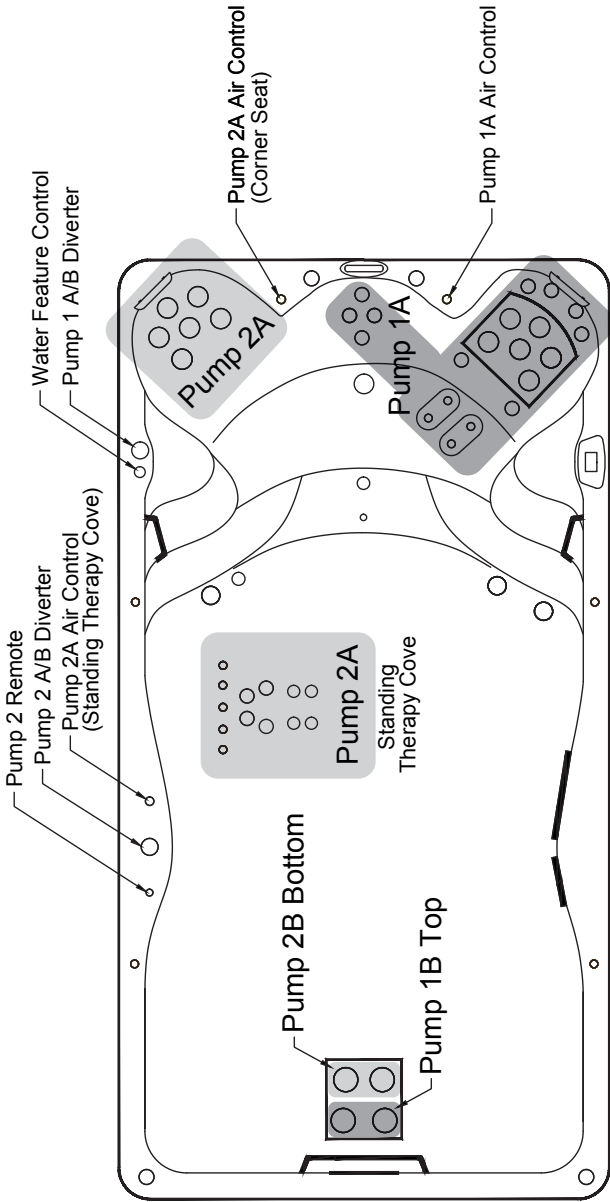 Pump 2 Remote
Pump 2 A/B Diverter
Pump 2A Air Control
(Standing Therapy Cove)
Water Feature Control
Pump 1 A/B Diverter
Pump 2A
Pump 2A Air Control
(Corner Seat)
Pump 1A
Pump 1A Air Control
Pump 2A
Standing
Therapy Cove
Pump 2B Bottom
Pump 1B Top